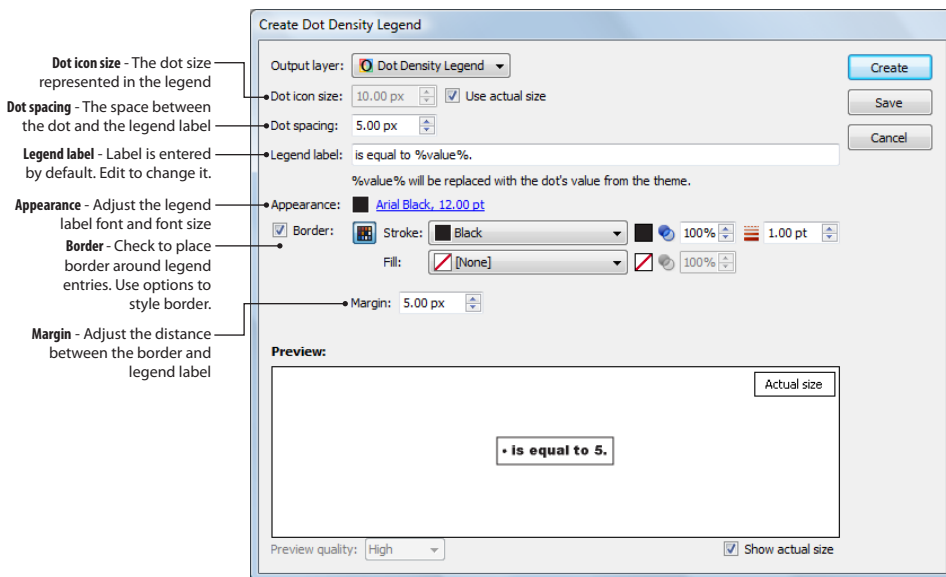 Create Dot Density Legend
Dot icon size - The dot size
represented in the legend
Dot spacing - The space between
the dot and the legend label
Legend label - Label is entered
by default. Edit to change it.
Appearance - Adjust the legend
label font and font size
Border - Check to place
border around legend
entries. Use options to
style border.
Margin - Adjust the distance
between the border and
legend label
Output layer: Dot Density Legend
Dot icon size: 10.00 px Use actual size
Dot spacing: 5.00 px
Legend label: is equal to %value%.
%value% will be replaced with the dot's value from the theme.
Appearance: Arial Black, 12.00 pt
Border: Stroke: Black 100% 1.00 pt
Fill: [None] 100%
Margin: 5.00 px
Preview:
Actual size
• is equal to 5.
Preview quality: High Show actual size
Create
Save
Cancel